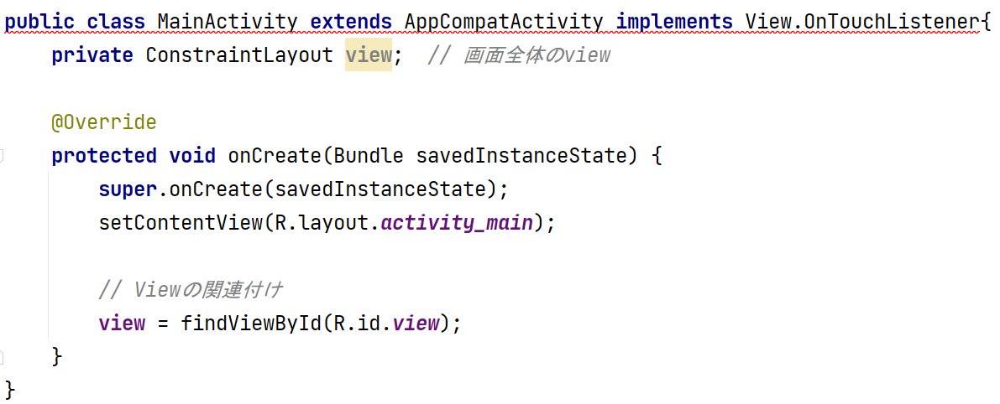 public class MainActivity extends AppCompatActivity implements View.OnTouchListener{
    private ConstraintLayout view;  // 画面全体のview

    @Override
    protected void onCreate(Bundle savedInstanceState) {
        super.onCreate(savedInstanceState);
        setContentView(R.layout.activity_main);

        // Viewの関連付け
        view = findViewById(R.id.view);
    }
}